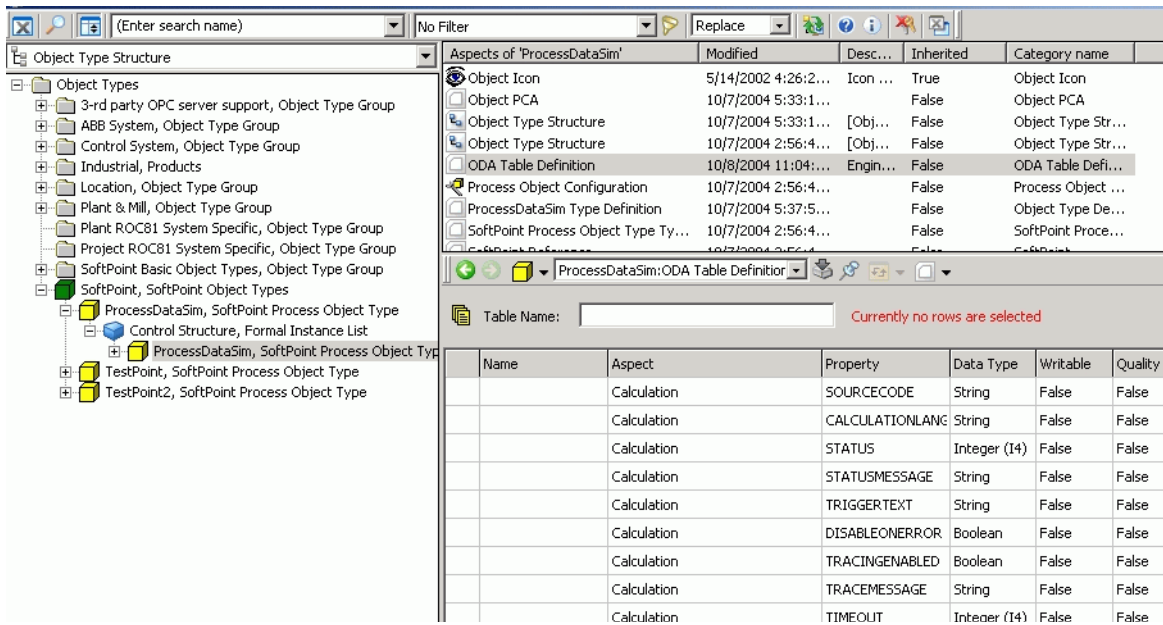 (Enter search name) No Filter Replace
Object Type Structure
Object Types
3-rd party OPC server support, Object Type Group
ABB System, Object Type Group
Control System, Object Type Group
Industrial, Products
Location, Object Type Group
Plant & Mill, Object Type Group
Plant ROC81 System Specific, Object Type Group
Project ROC81 System Specific, Object Type Group
SoftPoint Basic Object Types, Object Type Group
SoftPoint, SoftPoint Object Types
ProcessDataSim, SoftPoint Process Object Type
Control Structure, Formal Instance List
ProcessDataSim, SoftPoint Process Object Typ
TestPoint, SoftPoint Process Object Type
TestPoint2, SoftPoint Process Object Type
Aspects of 'ProcessDataSim' Modified Desc... Inherited Category name
Object Icon 5/14/2002 4:26:2... Icon ... True Object Icon
Object PCA 10/7/2004 5:33:1... False Object PCA
Object Type Structure 10/7/2004 5:33:1... [Obj... False Object Type Str...
Object Type Structure 10/7/2004 2:56:4... [Obj... False Object Type Str...
ODA Table Definition 10/8/2004 11:04:... Engin... False ODA Table Defi...
Process Object Configuration 10/7/2004 2:56:4... False Process Object ...
ProcessDataSim Type Definition 10/7/2004 5:37:5... False Object Type De...
SoftPoint Process Object Type Ty... 10/7/2004 2:56:4... False SoftPoint Proce...
SoftPoint Reference 10/7/2004 2:56:4 False SoftPoint
ProcessDataSim:ODA Table Definitior
Table Name: Currently no rows are selected
Name Aspect Property Data Type Writable Quality
Calculation SOURCECODE String False False
Calculation CALCULATIONLANG String False False
Calculation STATUS Integer (I4) False False
Calculation STATUSMESSAGE String False False
Calculation TRIGGERTEXT String False False
Calculation DISABLEONERROR Boolean False False
Calculation TRACINGENABLED Boolean False False
Calculation TRACEMESSAGE String False False
Calculation TIMEOUT Integer (I4) False False